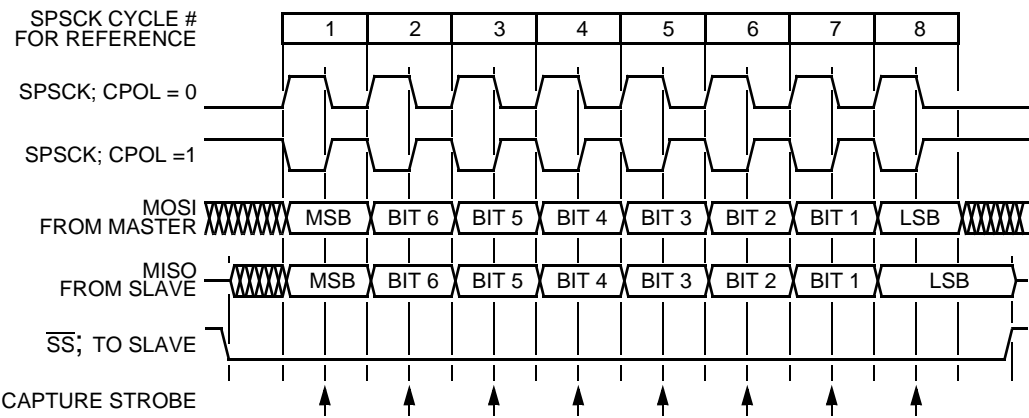 SPSCK CYCLE #
FOR REFERENCE
1 2 3 4 5 6 7 8
SPSCK; CPOL = 0
SPSCK; CPOL =1
MOSI
FROM MASTER
MSB BIT 6 BIT 5 BIT 4 BIT 3 BIT 2 BIT 1 LSB
MISO
FROM SLAVE
MSB BIT 6 BIT 5 BIT 4 BIT 3 BIT 2 BIT 1 LSB
SS; TO SLAVE
CAPTURE STROBE